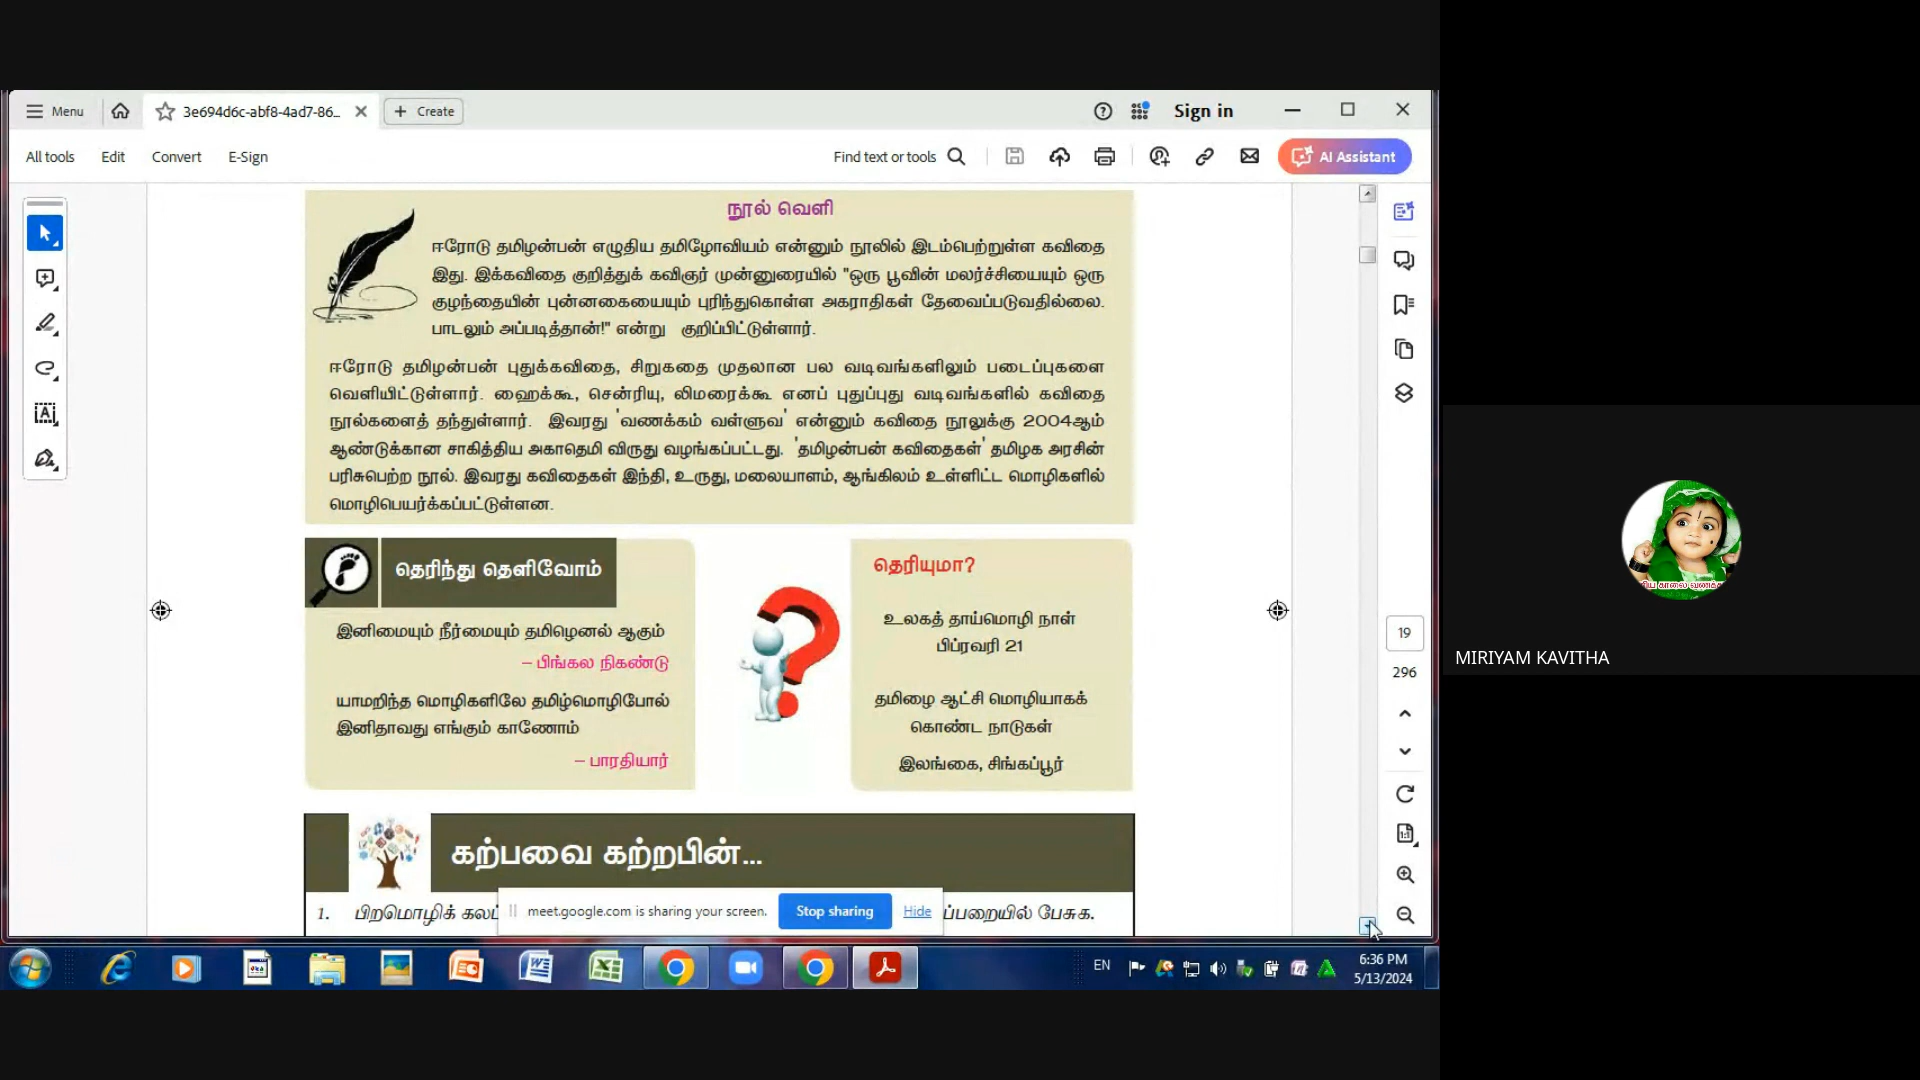 Menu
3e694d6c-abf8-4ad7-86...
Create
Sign in
All tools
Edit
Convert
E-Sign
Find text or tools
AI Assistant
நூல் வெளி
ஈரோடு தமிழன்பன் எழுதிய தமிழோவியம் என்னும் நூலில் இடம்பெற்றுள்ள கவிதை
இது. இக்கவிதை குறித்துக் கவிஞர் முன்னுரையில் "ஒரு பூவின் மலர்ச்சியையும் ஒரு
குழந்தையின் புன்னகையையும் புரிந்துகொள்ள அகராதிகள் தேவைப்படுவதில்லை.
பாடலும் அப்படித்தான்!" என்று குறிப்பிட்டுள்ளார்.
ஈரோடு தமிழன்பன் புதுக்கவிதை, சிறுகதை முதலான பல வடிவங்களிலும் படைப்புகளை
வெளியிட்டுள்ளார். ஹைக்கூ, சென்ரியு, லிமரைக்கூ எனப் புதுப்புது வடிவங்களில் கவிதை
நூல்களைத் தந்துள்ளார். இவரது 'வணக்கம் வள்ளுவ' என்னும் கவிதை நூலுக்கு 2004ஆம்
ஆண்டுக்கான சாகித்திய அகாதெமி விருது வழங்கப்பட்டது. 'தமிழன்பன் கவிதைகள்' தமிழக அரசின்
பரிசுபெற்ற நூல். இவரது கவிதைகள் இந்தி, உருது, மலையாளம், ஆங்கிலம் உள்ளிட்ட மொழிகளில்
மொழிபெயர்க்கப்பட்டுள்ளன.
தெரிந்து தெளிவோம்
இனிமையும் நீர்மையும் தமிழெனல் ஆகும்
– பிங்கல நிகண்டு
யாமறிந்த மொழிகளிலே தமிழ்மொழிபோல்
இனிதாவது எங்கும் காணோம்
– பாரதியார்
தெரியுமா?
உலகத் தாய்மொழி நாள்
பிப்ரவரி 21
தமிழை ஆட்சி மொழியாகக்
கொண்ட நாடுகள்
இலங்கை, சிங்கப்பூர்
19
296
MIRIYAM KAVITHA
கற்பவை கற்றபின்...
1. பிறமொழிக் ப்பறையில் பேசுக.
meet.google.com is sharing your screen.
Stop sharing
Hide
EN
6:36 PM
5/13/2024